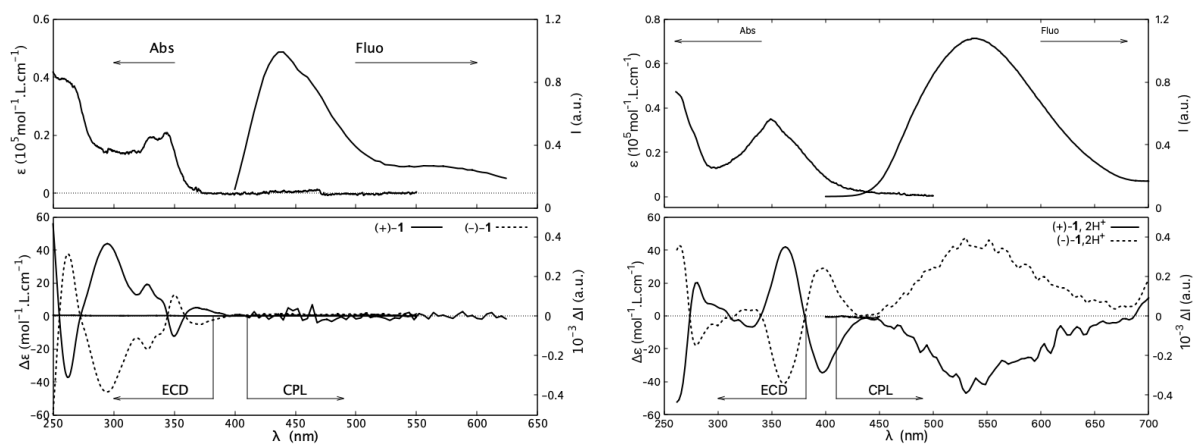 0.6
0.4
0.2
0
ε (10⁵mol⁻¹.L.cm⁻¹)
Abs
Fluo
1.2
0.8
0.4
0
I (a.u.)
60
40
20
0
−20
−40
−60
Δε (mol⁻¹.L.cm⁻¹)
(+)-1
(-)-1
ECD
CPL
0.4
0.2
0
−0.2
−0.4
10⁻³ ΔI (a.u.)
250 300 350 400 450 500 550 600 650
λ (nm)
0.8
0.6
0.4
0.2
0
ε (10⁵mol⁻¹.L.cm⁻¹)
Abs
Fluo
1.2
0.8
0.4
0
I (a.u.)
60
40
20
0
−20
−40
−60
Δε (mol⁻¹.L.cm⁻¹)
(+)-1, 2H⁺
(-)-1,2H⁺
ECD
CPL
0.4
0.2
0
−0.2
−0.4
10⁻³ ΔI (a.u.)
250 300 350 400 450 500 550 600 650 700
λ (nm)